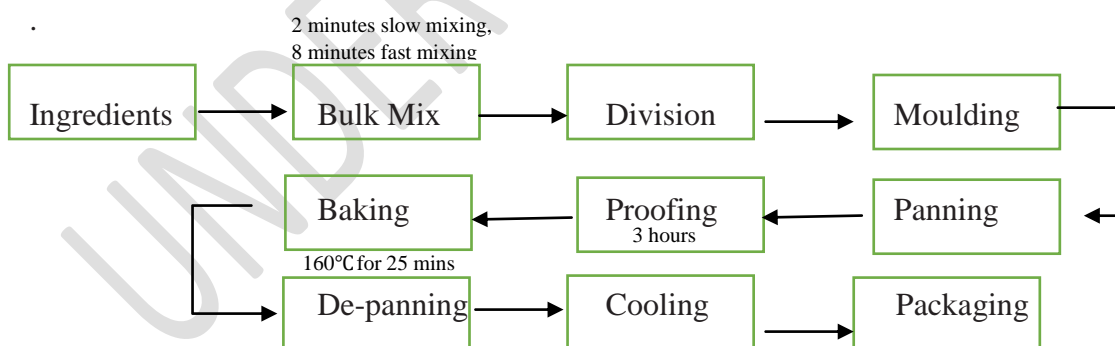 .
2 minutes slow mixing,
8 minutes fast mixing
Ingredients
Bulk Mix
Division
Moulding
Baking
Proofing
3 hours
Panning
160℃ for 25 mins
De-panning
Cooling
Packaging
UNDER